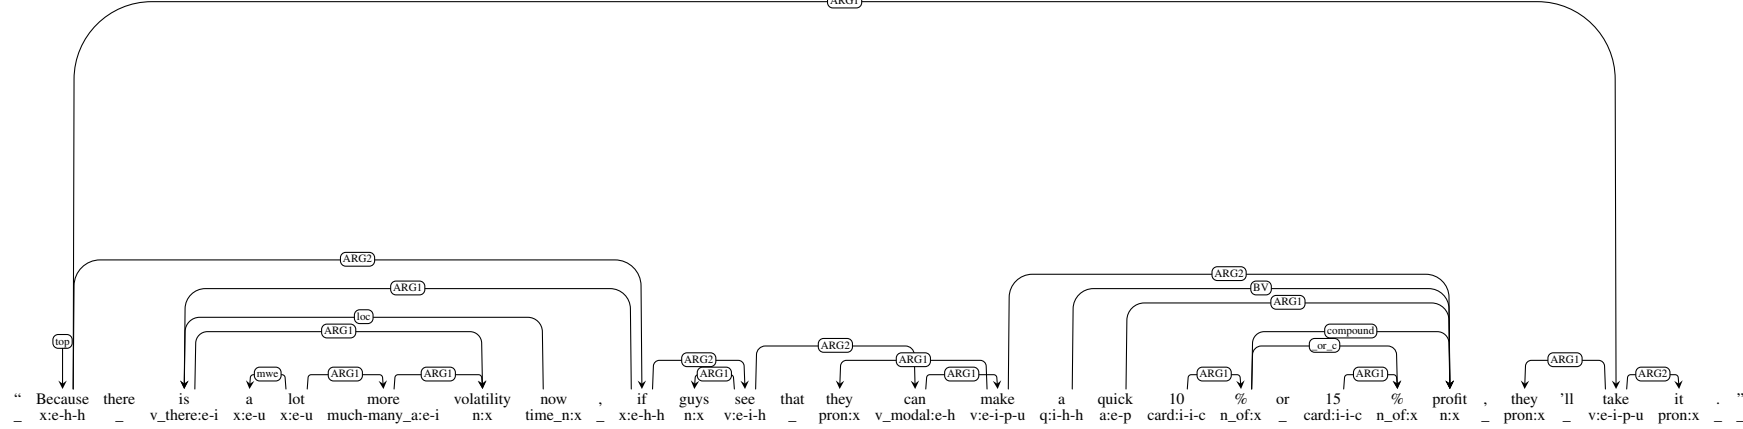 ARG1
ARG2
ARG1 ARG2 BV ARG1
loc ARG1 compound _or_c
top ARG2 ARG2 ARG1 ARG1
mwe ARG1 ARG1 ARG1 ARG1 ARG1 ARG1 ARG2
“ Because there is a lot more volatility now , if guys see that they can make a quick 10 % or 15 % profit , they 'll take it . ”
_ x:e-h-h _ v_there:e-i x:e-u x:e-u much-many_a:e-i n:x time_n:x _ x:e-h-h n:x v:e-i-h _ pron:x v_modal:e-h v:e-i-p-u q:i-h-h a:e-p card:i-i-c n_of:x _ card:i-i-c n_of:x n:x _ pron:x _ v:e-i-p-u pron:x _ _